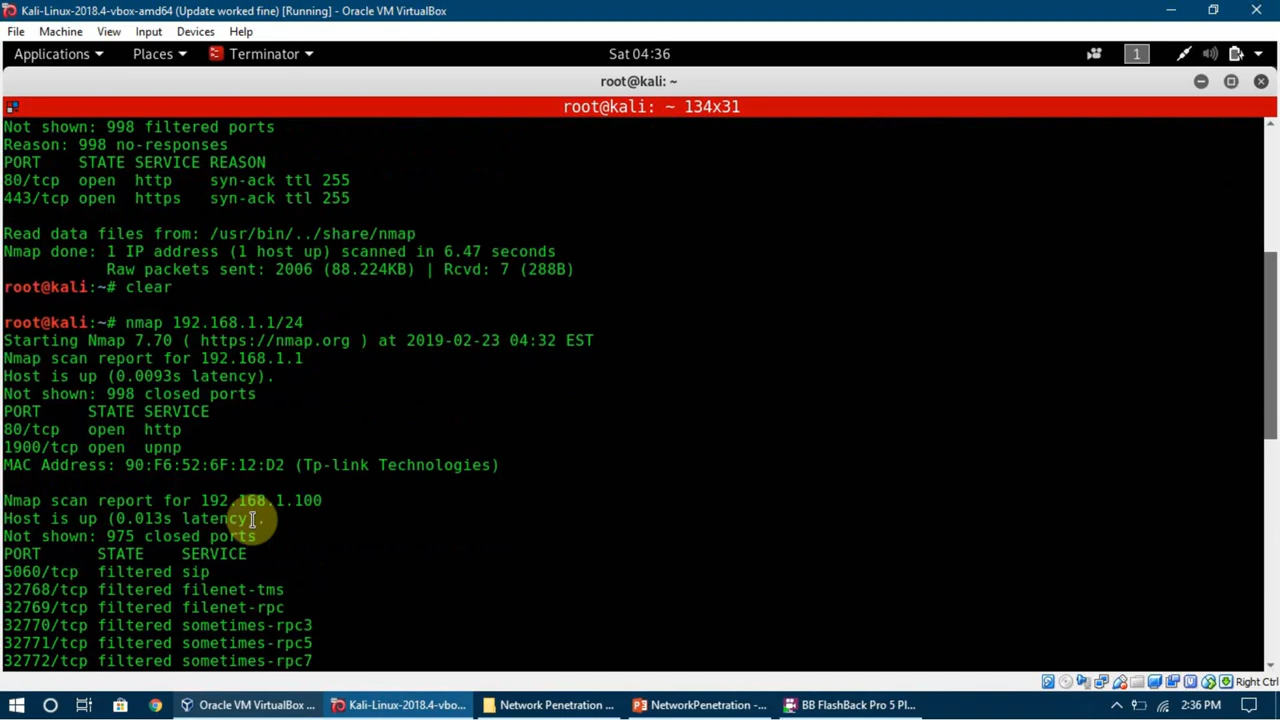 Kali-Linux-2018.4-vbox-amd64 (Update worked fine) [Running] - Oracle VM VirtualBox
File Machine View Input Devices Help
Applications Places Terminator Sat 04:36 1
root@kali: ~
root@kali: ~ 134x31
Not shown: 998 filtered ports
Reason: 998 no-responses
PORT STATE SERVICE REASON
80/tcp open http syn-ack ttl 255
443/tcp open https syn-ack ttl 255
Read data files from: /usr/bin/../share/nmap
Nmap done: 1 IP address (1 host up) scanned in 6.47 seconds
Raw packets sent: 2006 (88.224KB) | Rcvd: 7 (288B)
root@kali:~# clear
root@kali:~# nmap 192.168.1.1/24
Starting Nmap 7.70 ( https://nmap.org ) at 2019-02-23 04:32 EST
Nmap scan report for 192.168.1.1
Host is up (0.0093s latency).
Not shown: 998 closed ports
PORT STATE SERVICE
80/tcp open http
1900/tcp open upnp
MAC Address: 90:F6:52:6F:12:D2 (Tp-link Technologies)
Nmap scan report for 192.168.1.100
Host is up (0.013s latency).
Not shown: 975 closed ports
PORT STATE SERVICE
5060/tcp filtered sip
32768/tcp filtered filenet-tms
32769/tcp filtered filenet-rpc
32770/tcp filtered sometimes-rpc3
32771/tcp filtered sometimes-rpc5
32772/tcp filtered sometimes-rpc7
Right Ctrl
Oracle VM VirtualBox ... Kali-Linux-2018.4-vbo... Network Penetration ... NetworkPenetration -... BB FlashBack Pro 5 Pl... 2:36 PM